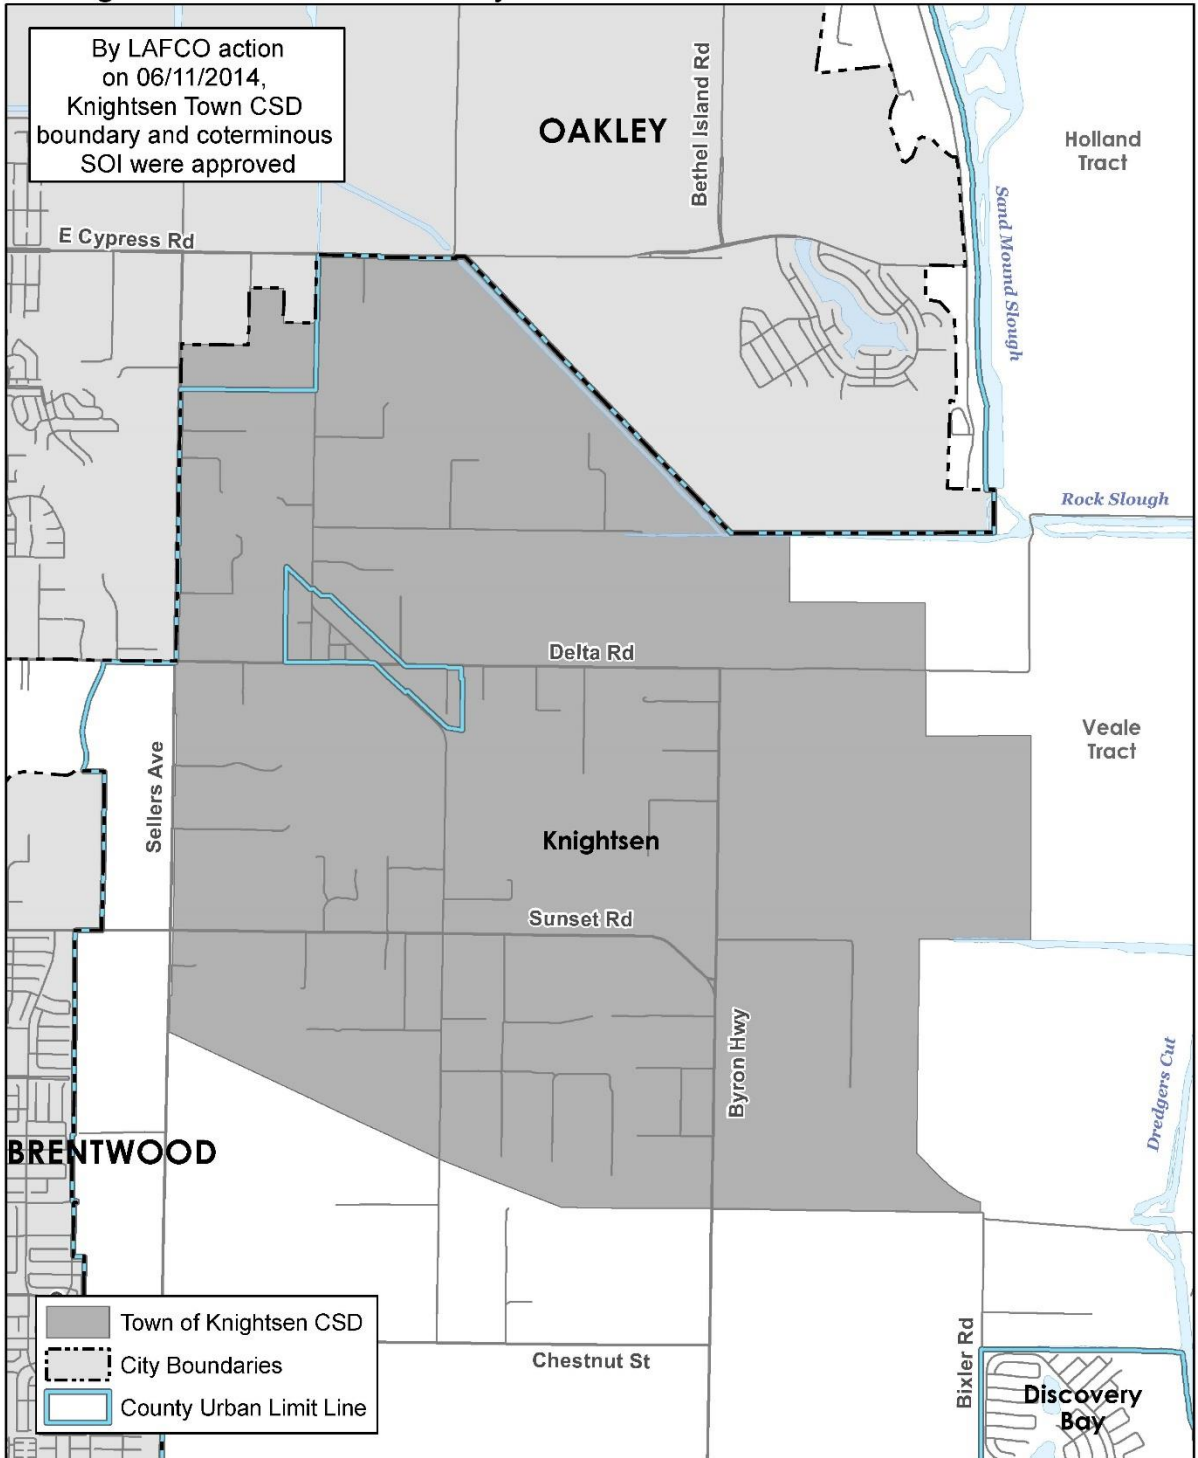 By LAFCO action
on 06/11/2014,
Knightsen Town CSD
boundary and coterminous
SOI were approved
OAKLEY
Bethel Island Rd
Holland
Tract
E Cypress Rd
Sand Mound Slough
Rock Slough
Delta Rd
Veale
Tract
Sellers Ave
Knightsen
Sunset Rd
Byron Hwy
Dredgers Cut
BRENTWOOD
Town of Knightsen CSD
City Boundaries
County Urban Limit Line
Chestnut St
Bixler Rd
Discovery
Bay